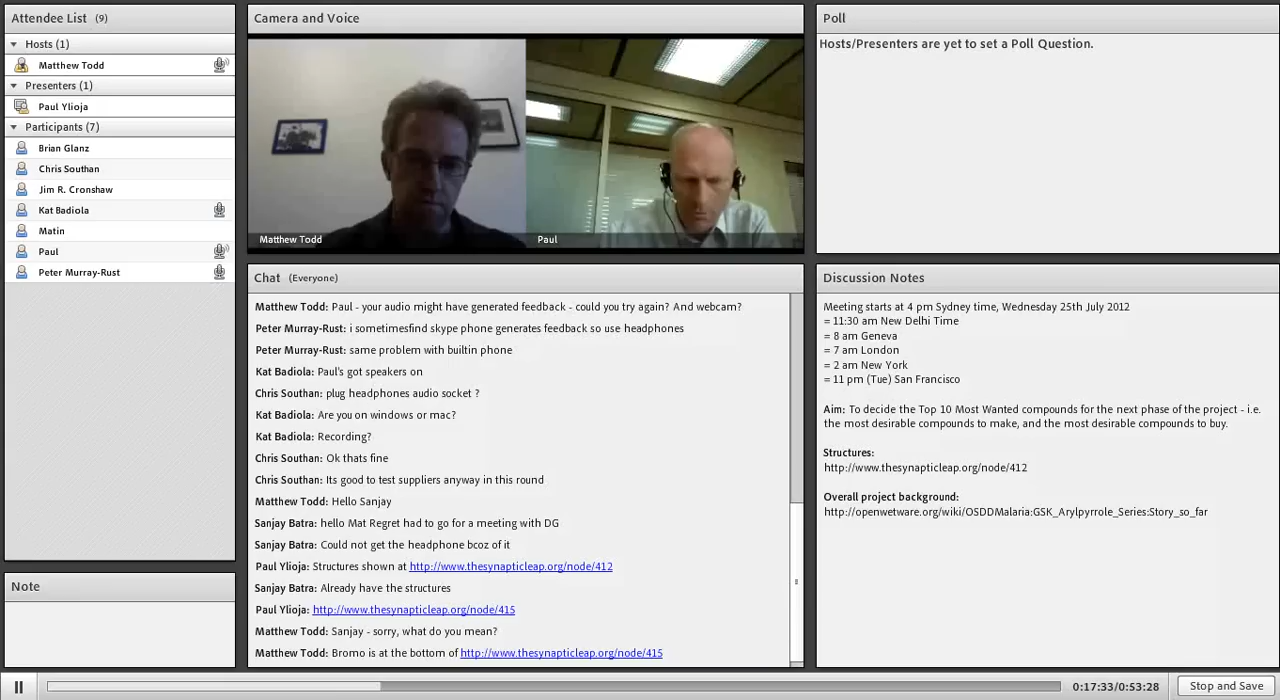 Attendee List (9)
Hosts (1)
Matthew Todd
Presenters (1)
Paul Ylioja
Participants (7)
Brian Glanz
Chris Southan
Jim R. Cronshaw
Kat Badiola
Matin
Paul
Peter Murray-Rust
Note
Camera and Voice
Matthew Todd
Paul
Chat (Everyone)
Matthew Todd: Paul - your audio might have generated feedback - could you try again? And webcam?
Peter Murray-Rust: i sometimesfind skype phone generates feedback so use headphones
Peter Murray-Rust: same problem with builtin phone
Kat Badiola: Paul's got speakers on
Chris Southan: plug headphones audio socket ?
Kat Badiola: Are you on windows or mac?
Kat Badiola: Recording?
Chris Southan: Ok thats fine
Chris Southan: Its good to test suppliers anyway in this round
Matthew Todd: Hello Sanjay
Sanjay Batra: hello Mat Regret had to go for a meeting with DG
Sanjay Batra: Could not get the headphone bcoz of it
Paul Ylioja: Structures shown at http://www.thesynapticleap.org/node/412
Sanjay Batra: Already have the structures
Paul Ylioja: http://www.thesynapticleap.org/node/415
Matthew Todd: Sanjay - sorry, what do you mean?
Matthew Todd: Bromo is at the bottom of http://www.thesynapticleap.org/node/415
Poll
Hosts/Presenters are yet to set a Poll Question.
Discussion Notes
Meeting starts at 4 pm Sydney time, Wednesday 25th July 2012
= 11:30 am New Delhi Time
= 8 am Geneva
= 7 am London
= 2 am New York
= 11 pm (Tue) San Francisco
Aim: To decide the Top 10 Most Wanted compounds for the next phase of the project - i.e.
the most desirable compounds to make, and the most desirable compounds to buy.
Structures:
http://www.thesynapticleap.org/node/412
Overall project background:
http://openwetware.org/wiki/OSDDMalaria:GSK_Arylpyrrole_Series:Story_so_far
0:17:33/0:53:28
Stop and Save